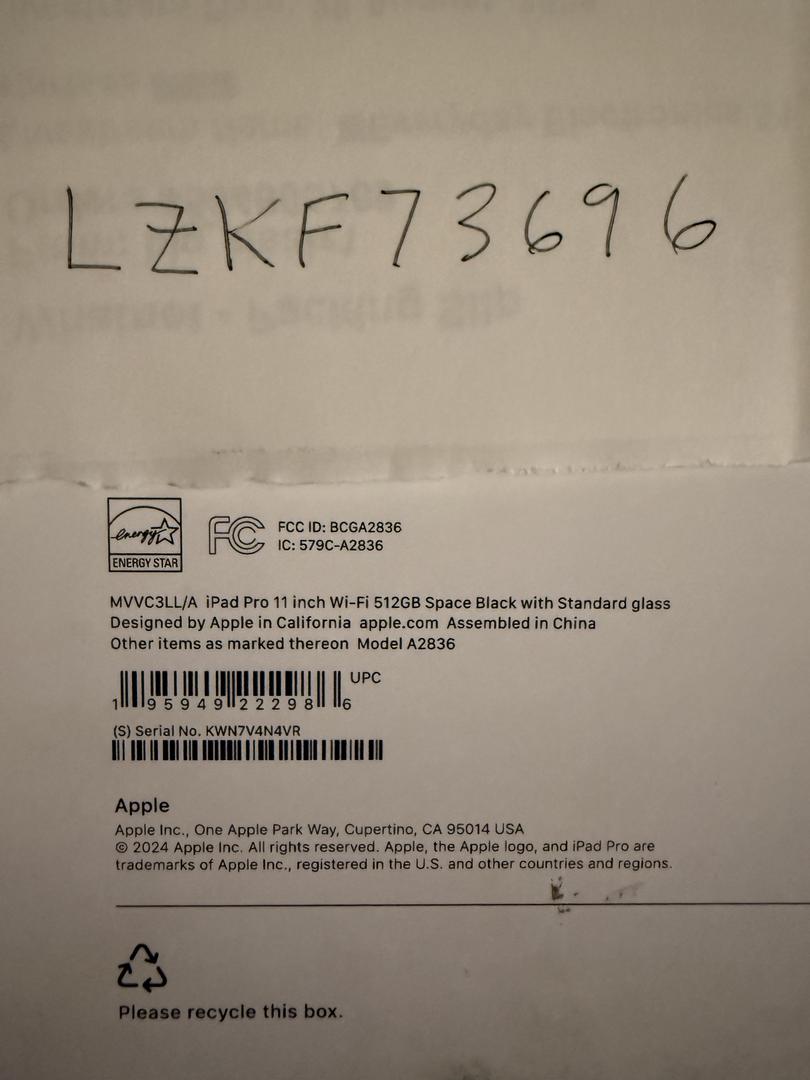 LZKF73696
energy
ENERGY STAR
FC
FCC ID: BCGA2836
IC: 579C-A2836
MVVC3LL/A iPad Pro 11 inch Wi-Fi 512GB Space Black with Standard glass
Designed by Apple in California apple.com Assembled in China
Other items as marked thereon Model A2836
UPC
1 95949 22298 6
(S) Serial No. KWN7V4N4VR
Apple
Apple Inc., One Apple Park Way, Cupertino, CA 95014 USA
© 2024 Apple Inc. All rights reserved. Apple, the Apple logo, and iPad Pro are
trademarks of Apple Inc., registered in the U.S. and other countries and regions.
Please recycle this box.
Whatnot - Packing Slip